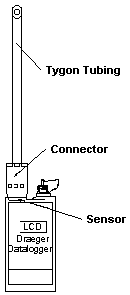 Tygon Tubing
Connector
Sensor
LCD
Draeger
Datalogger